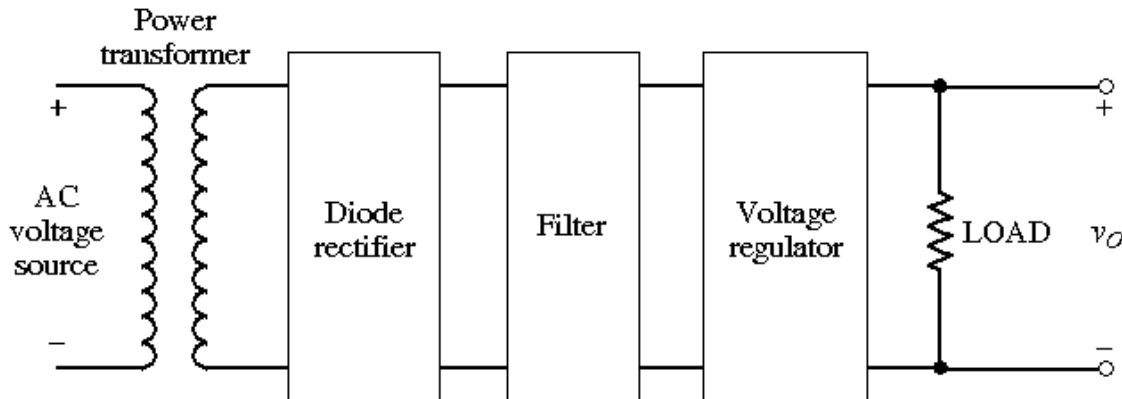 Power
transformer
+
AC
voltage
source
−
Diode
rectifier
Filter
Voltage
regulator
LOAD
+
vO
−